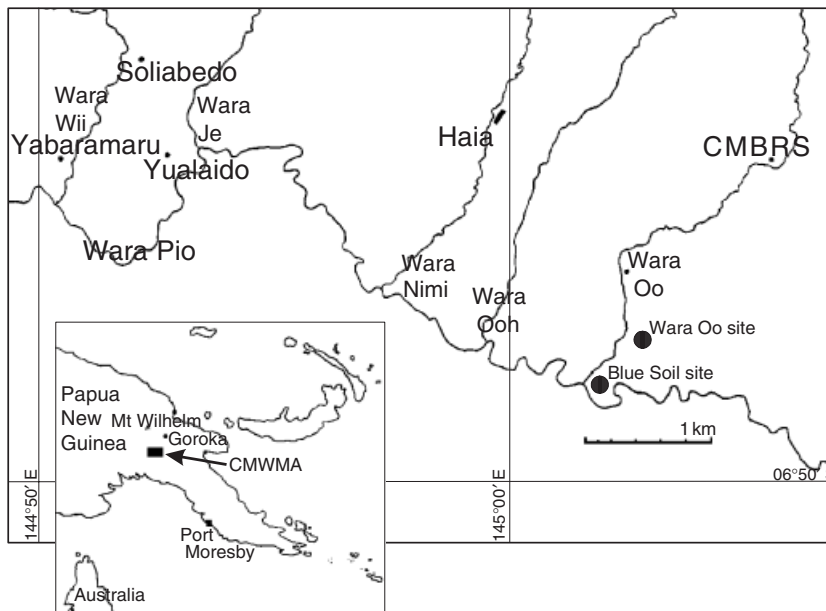 Soliabedo
Wara
Wii
Wara
Je
Yabaramaru
Yualaido
Haia
CMBRS
Wara Pio
Wara
Nimi
Wara
Ooh
Wara
Oo
Wara Oo site
Blue Soil site
1 km
06°50
144°50′ E
145°00′ E
Papua
New
Guinea
Mt Wilhelm
Goroka
CMWMA
Port
Moresby
Australia